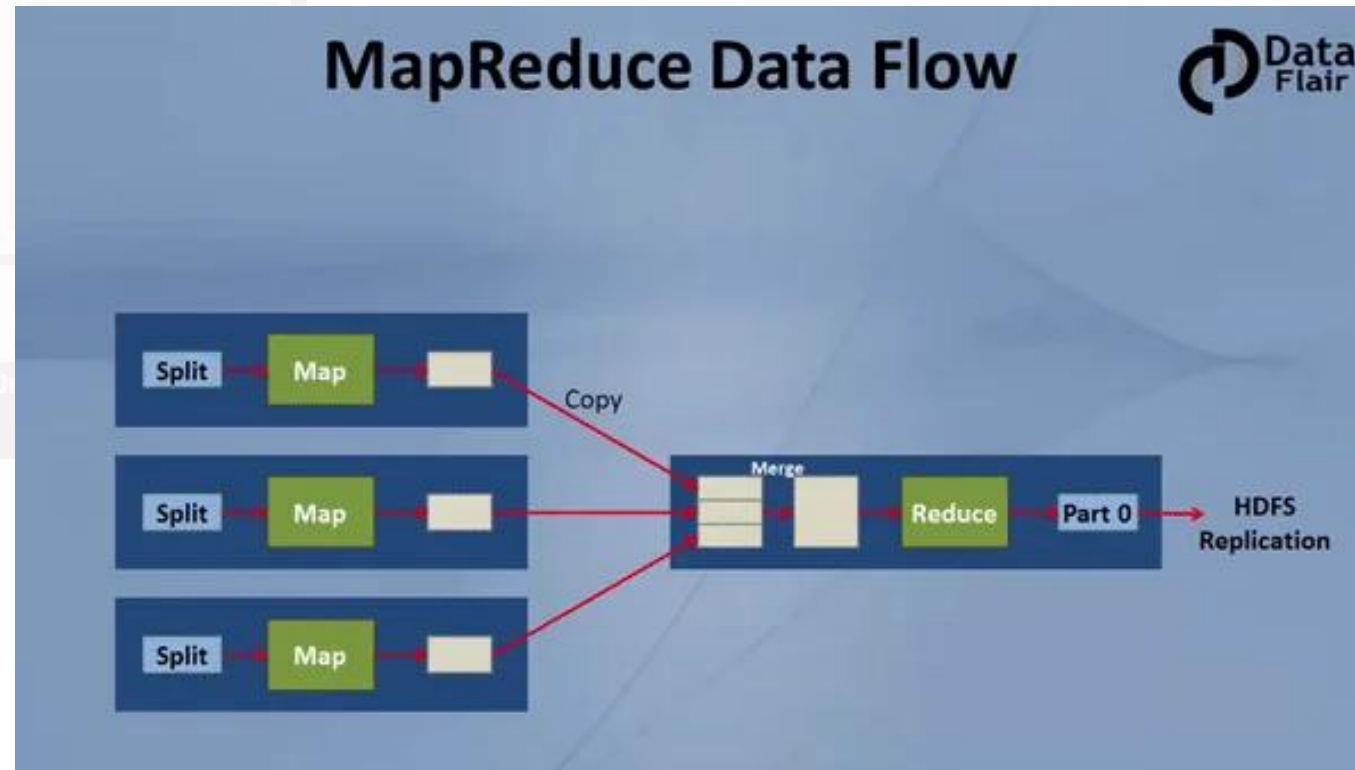 MapReduce Data Flow
Data
Flair
Split
Map
Copy
Split
Map
Merge
Reduce
Part 0
HDFS
Replication
Split
Map